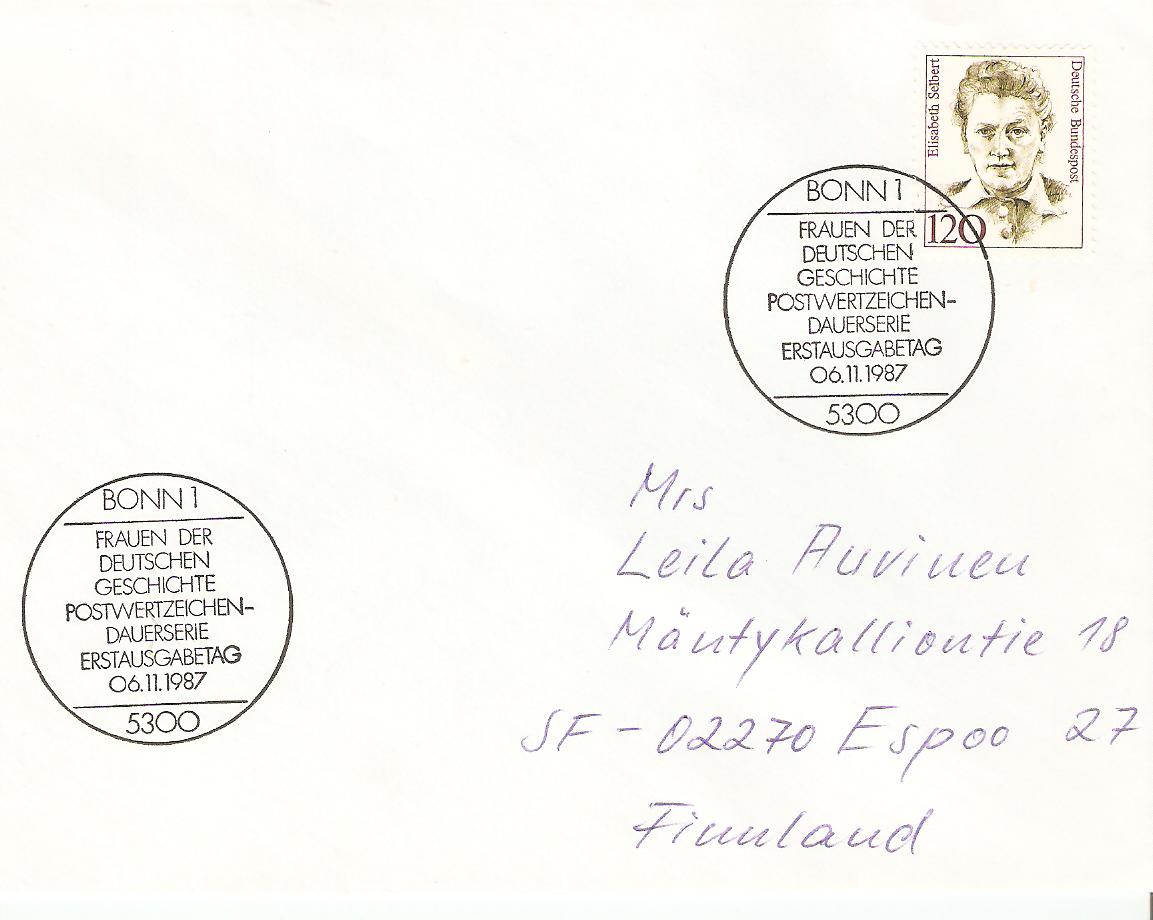 Elisabeth Selbert
Deutsche Bundespost
120
BONN 1
FRAUEN DER
DEUTSCHEN
GESCHICHTE
POSTWERTZEICHEN-
DAUERSERIE
ERSTAUSGABETAG
06.11.1987
5300
BONN 1
FRAUEN DER
DEUTSCHEN
GESCHICHTE
POSTWERTZEICHEN-
DAUERSERIE
ERSTAUSGABETAG
06.11.1987
5300
Mrs
Leila Auvinen
Mäntykalliontie 18
SF - 02270 Espoo 27
Finnland